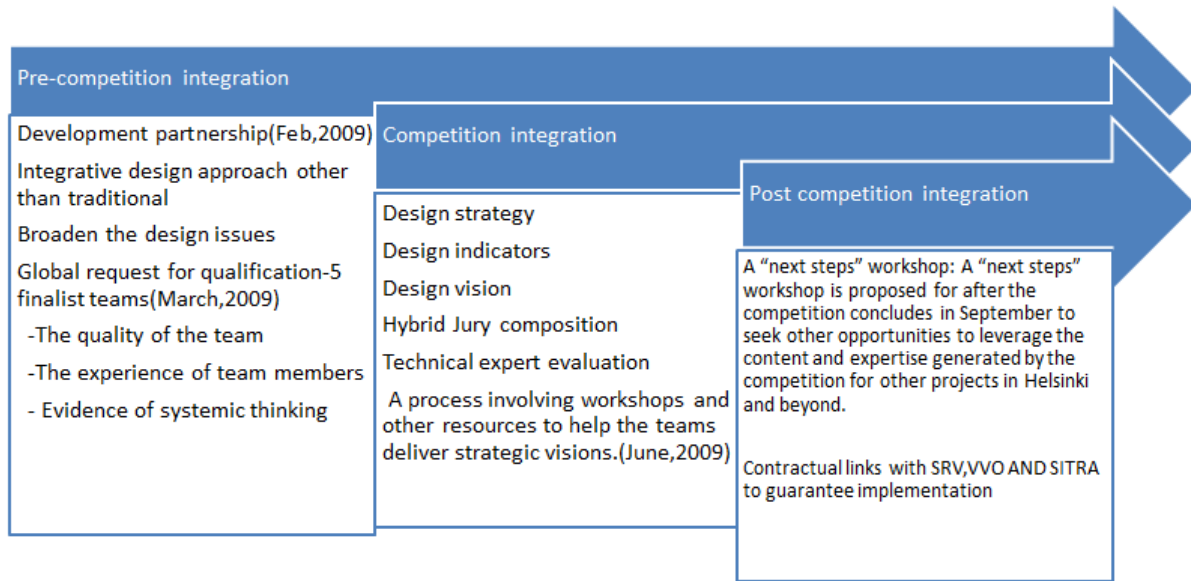 Pre-competition integration
Development partnership(Feb,2009)
Integrative design approach other
than traditional
Broaden the design issues
Global request for qualification-5
finalist teams(March,2009)
-The quality of the team
-The experience of team members
- Evidence of systemic thinking
Competition integration
Design strategy
Design indicators
Design vision
Hybrid Jury composition
Technical expert evaluation
A process involving workshops and
other resources to help the teams
deliver strategic visions.(June,2009)
Post competition integration
A “next steps” workshop: A “next steps”
workshop is proposed for after the
competition concludes in September to
seek other opportunities to leverage the
content and expertise generated by the
competition for other projects in Helsinki
and beyond.
Contractual links with SRV,VVO AND SITRA
to guarantee implementation